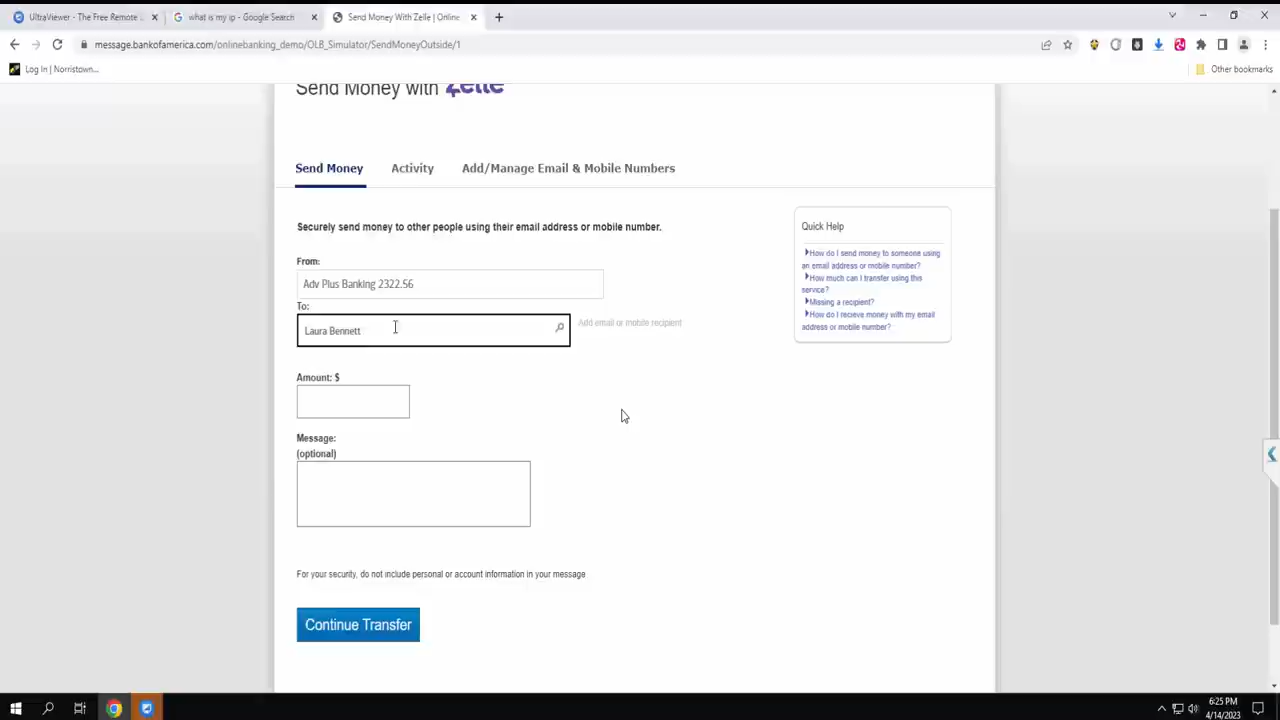 UltraViewer - The Free Remote
what is my ip - Google Search
Send Money With Zelle | Online
message.bankofamerica.com/onlinebanking_demo/OLB_Simulator/SendMoneyOutside/1
Log In | Norristown...
Other bookmarks
Send Money with Zelle
Send Money
Activity
Add/Manage Email & Mobile Numbers
Securely send money to other people using their email address or mobile number.
From:
Adv Plus Banking 2322.56
To:
Laura Bennett
Add email or mobile recipient
Amount: $
Message:
(optional)
For your security, do not include personal or account information in your message
Continue Transfer
Quick Help
How do I send money to someone using
an email address or mobile number?
How much can I transfer using this
service?
Missing a recipient?
How do I recieve money with my email
address or mobile number?
6:25 PM
4/14/2023